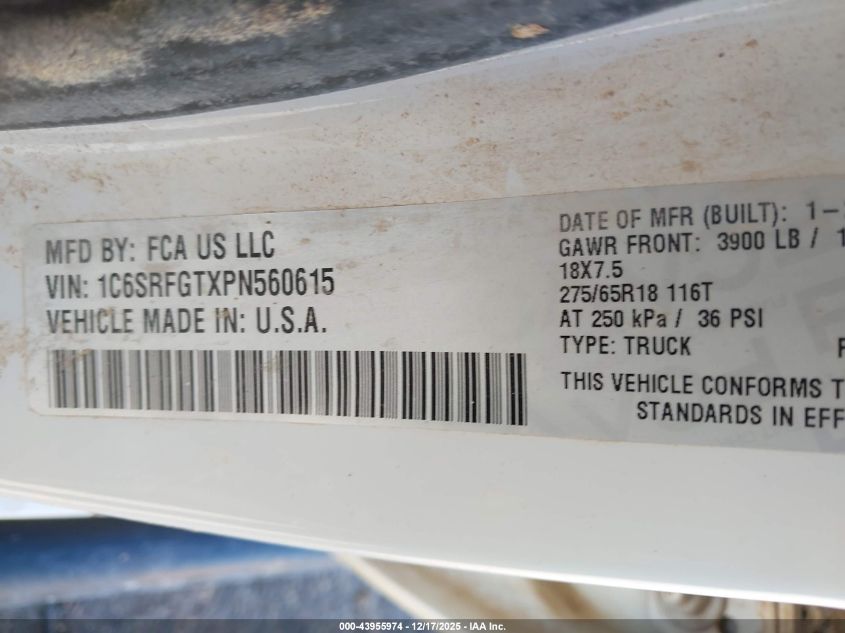 MFD BY: FCA US LLC
VIN: 1C6SRFGTXPN560615
VEHICLE MADE IN: U.S.A.
DATE OF MFR (BUILT): 1-
GAWR FRONT: 3900 LB / 1
18X7.5
275/65R18 116T
AT 250 kPa / 36 PSI
TYPE: TRUCK
THIS VEHICLE CONFORMS T
STANDARDS IN EFF
000-43955974 - 12/17/2025 - IAA Inc.